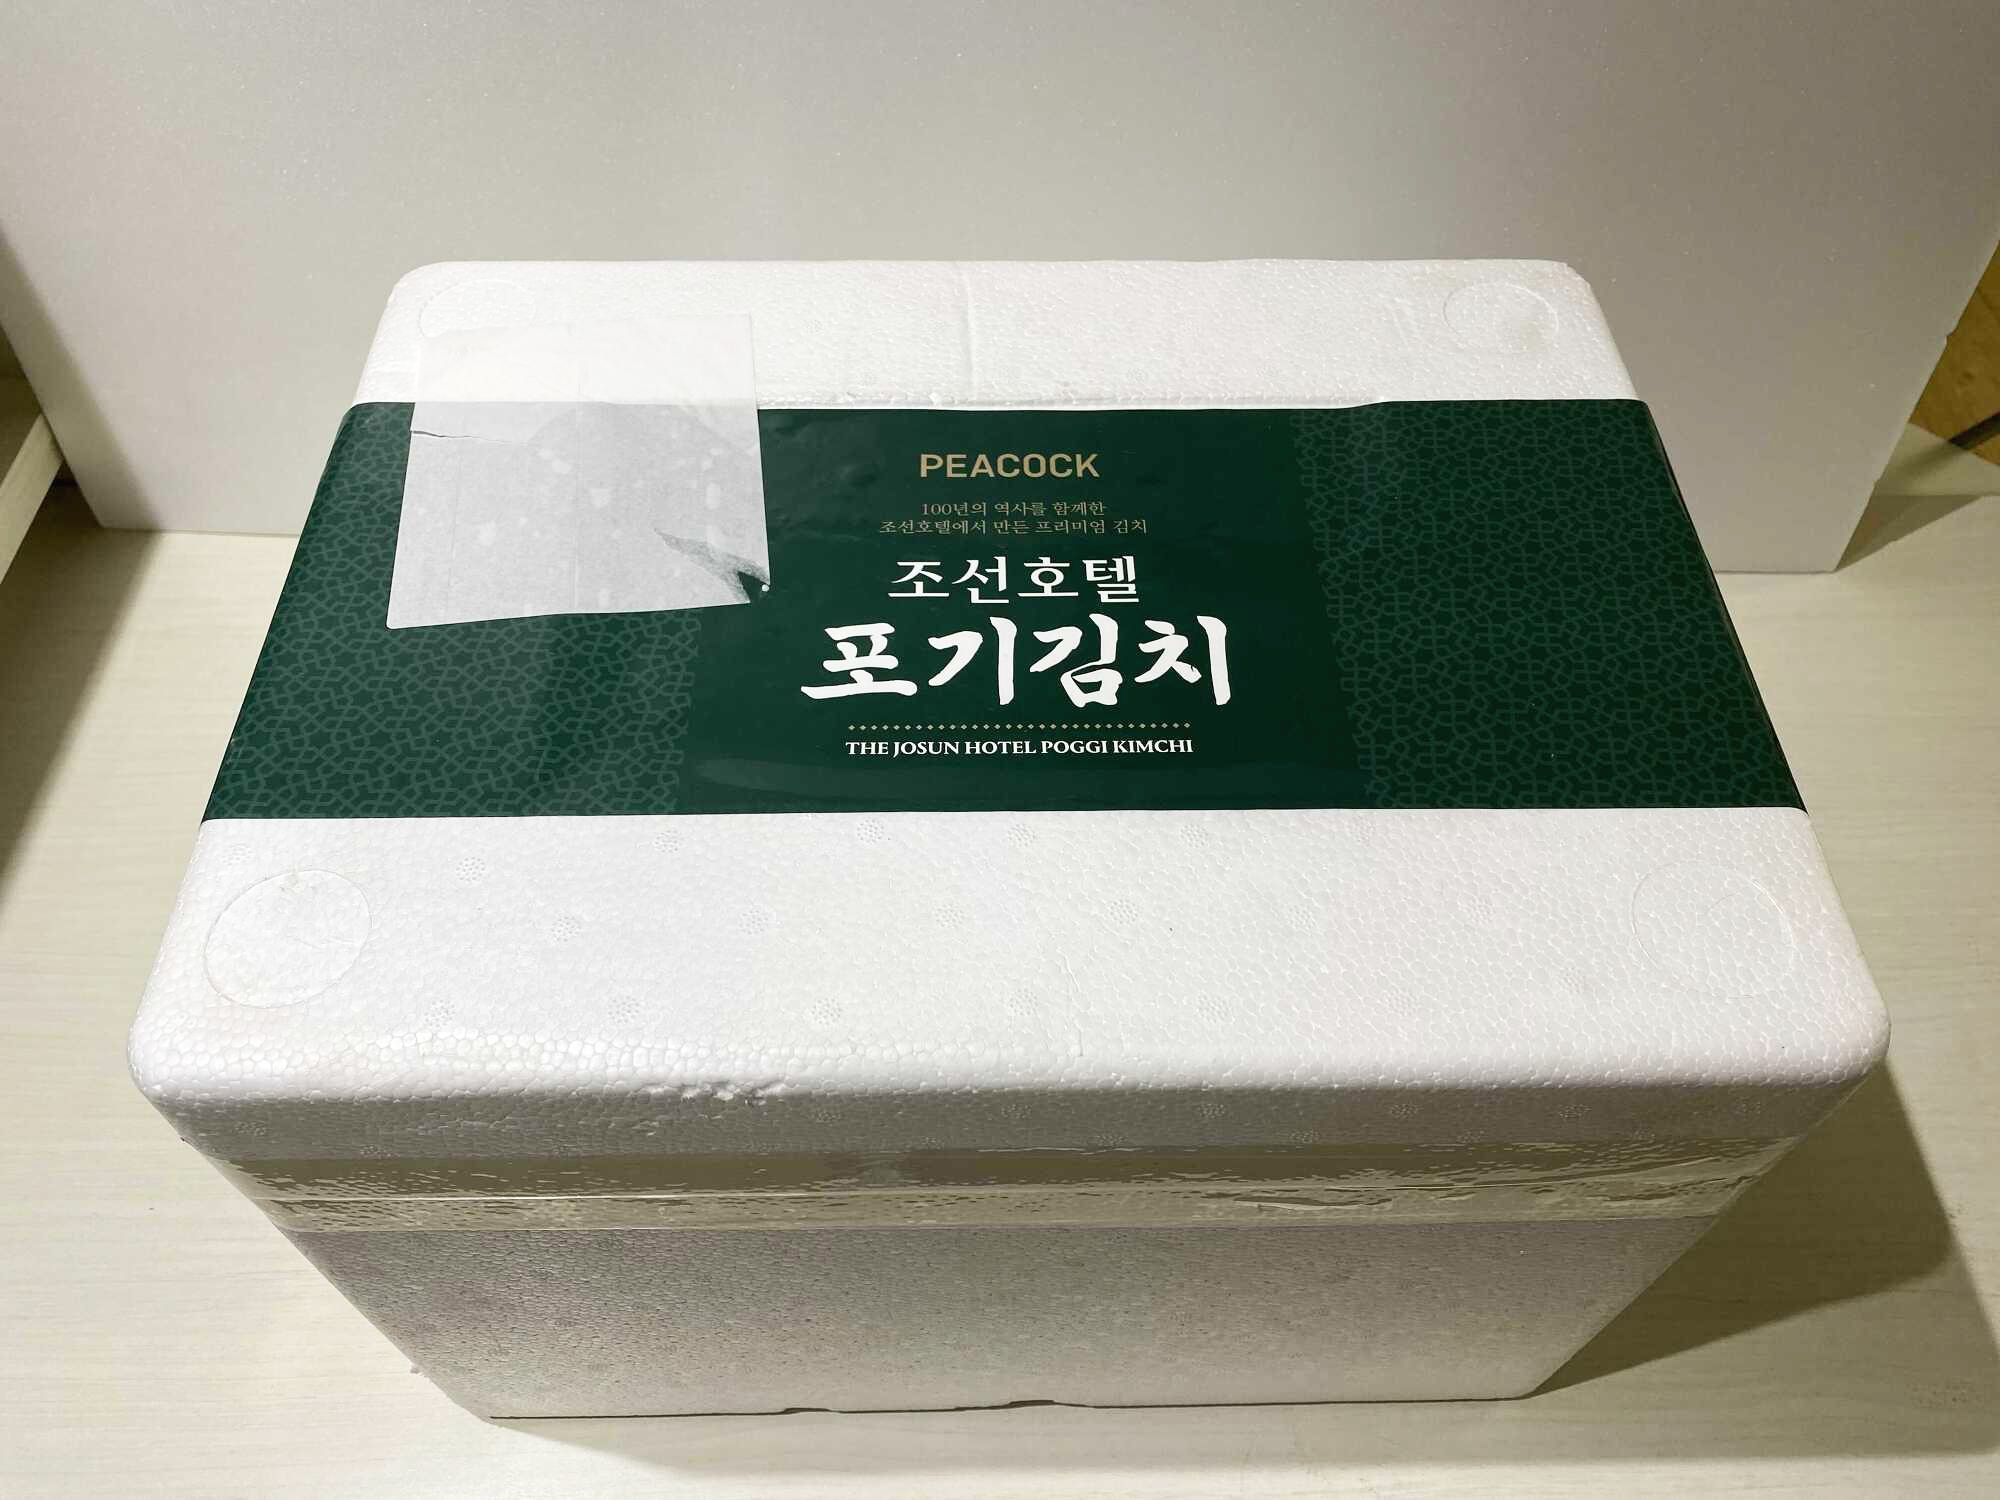 PEACOCK
100년의 역사를 함께한
조선호텔에서 만든 프리미엄 김치
조선호텔
포기김치
THE JOSUN HOTEL POGGI KIMCHI